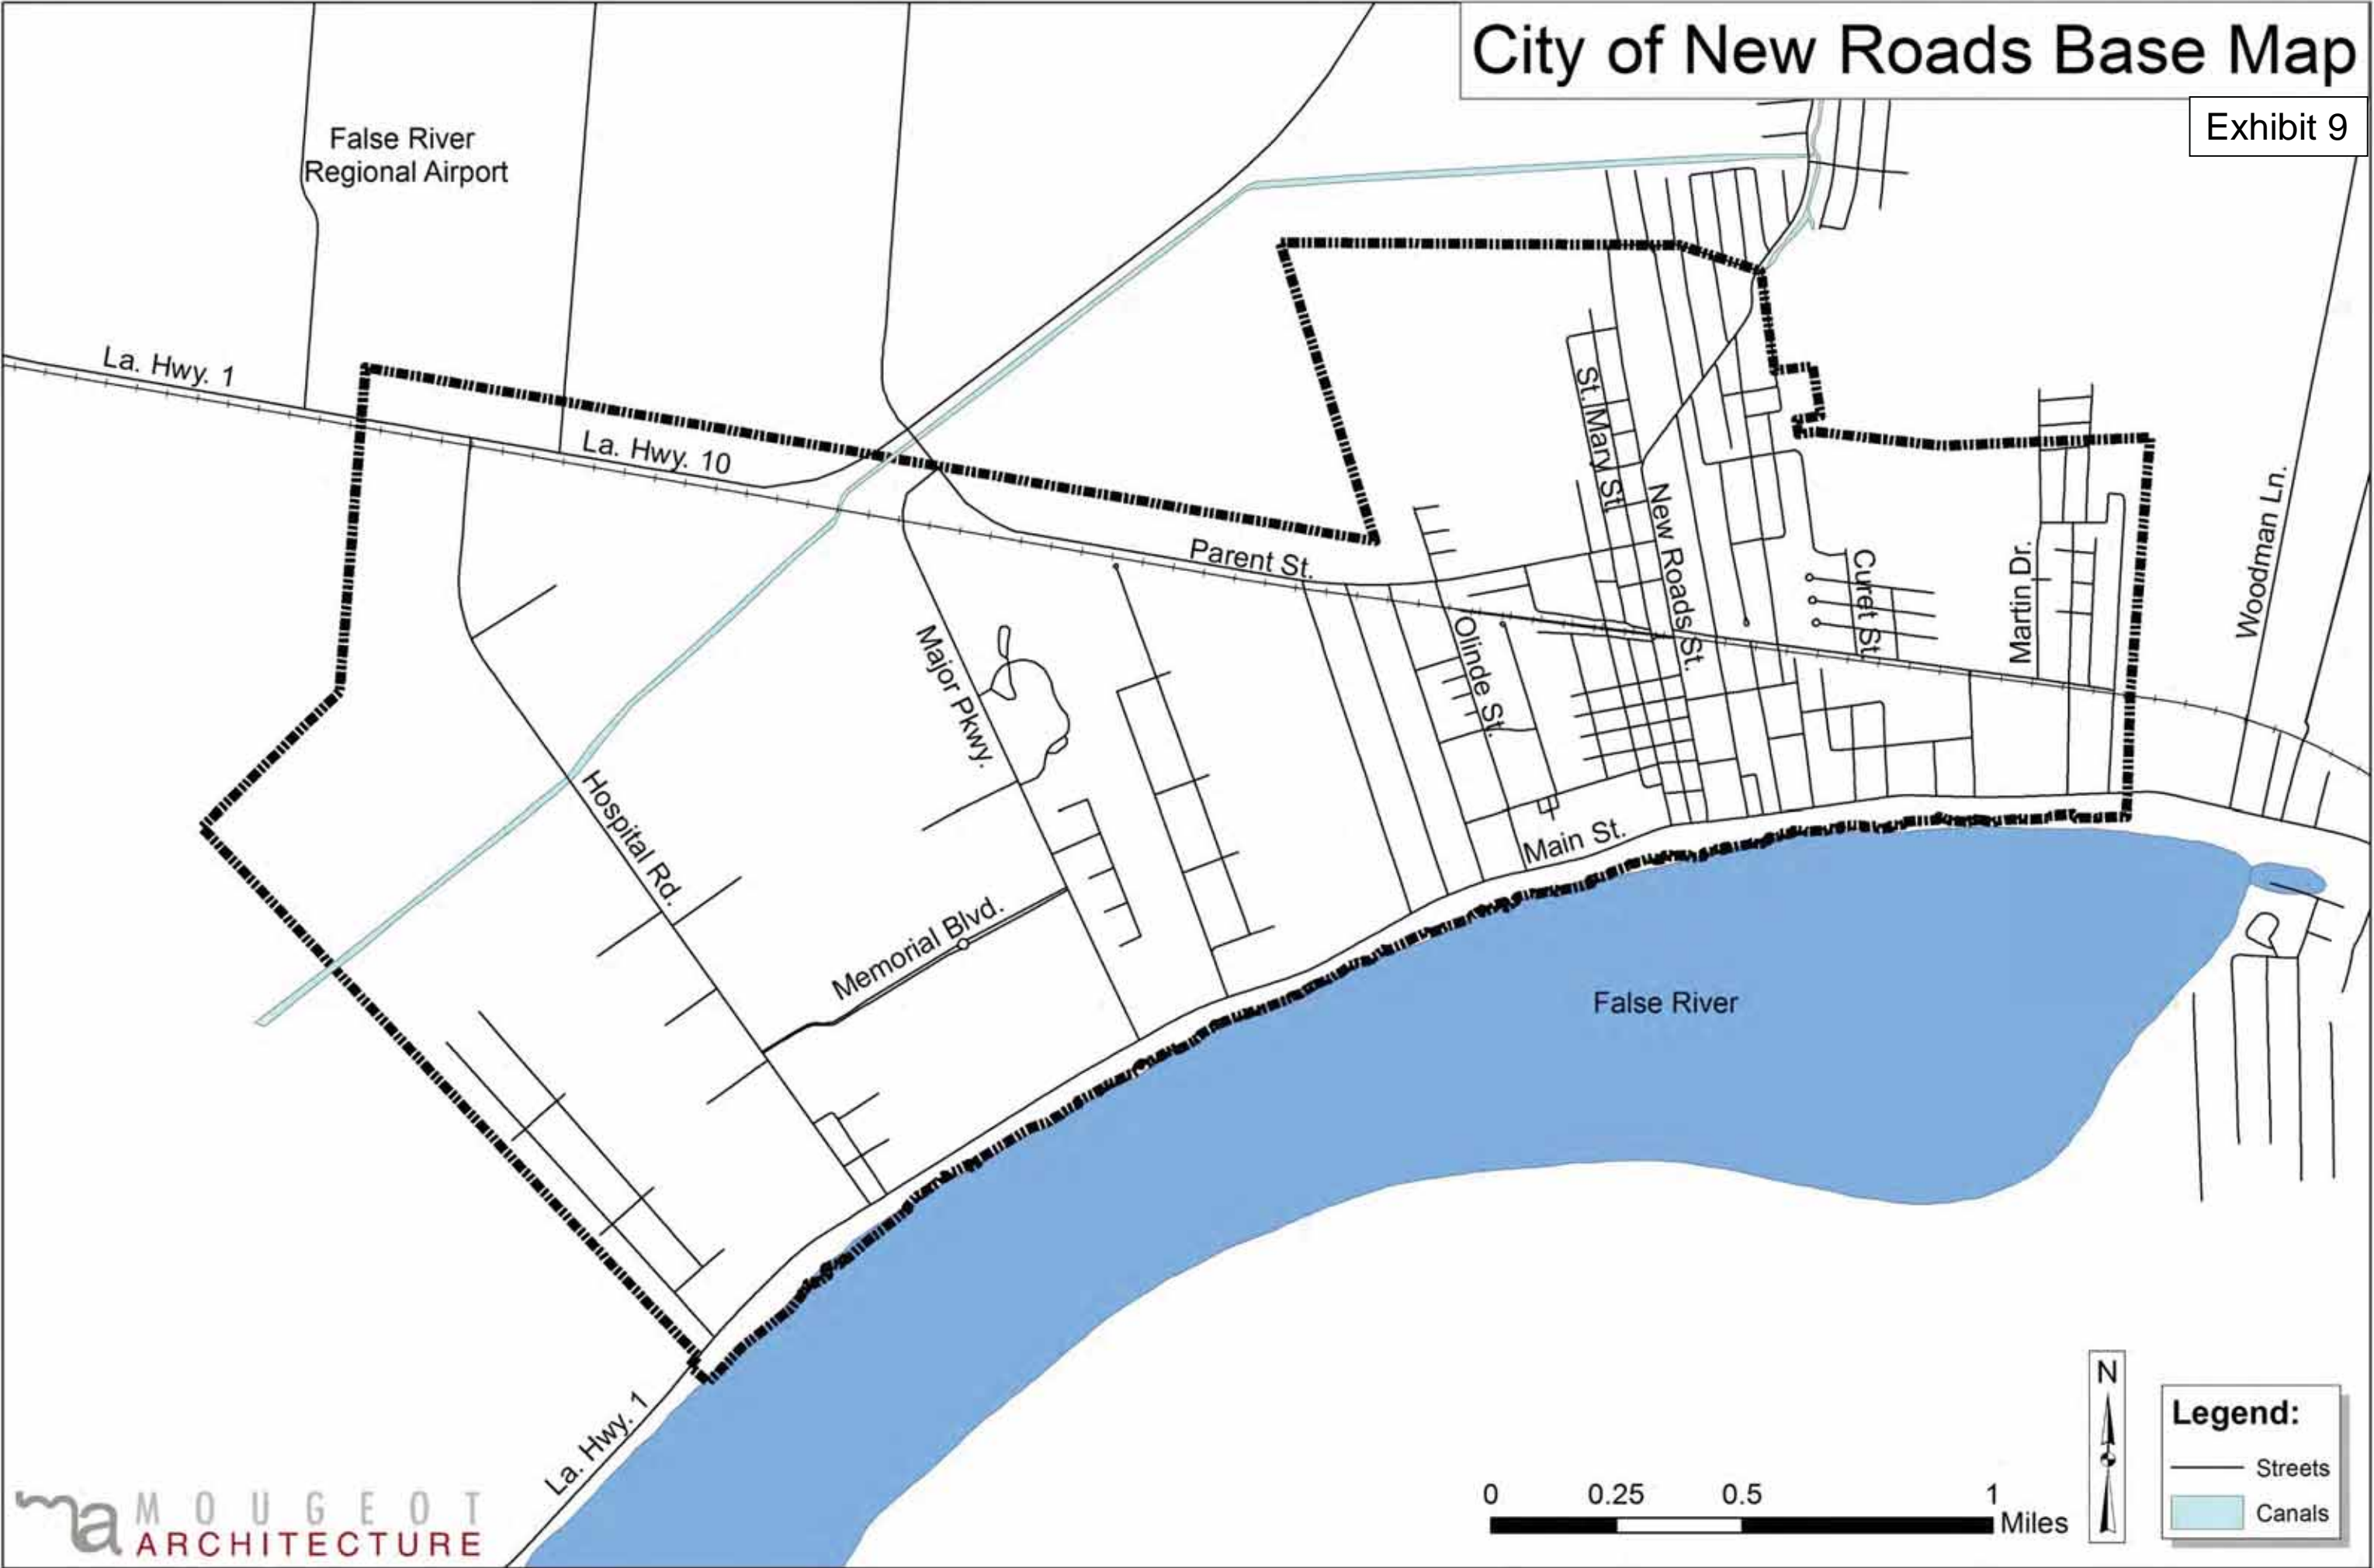 City of New Roads Base Map
Exhibit 9
False River
Regional Airport
La. Hwy. 1
La. Hwy. 10
Parent St.
St. Mary St.
New Roads St.
Curet St.
Martin Dr.
Woodman Ln.
Olinde St.
Major Pkwy.
Hospital Rd.
Memorial Blvd.
Main St.
False River
La. Hwy. 1
N
Legend:
Streets
Canals
0 0.25 0.5 1
Miles
ma MOUGEOT
ARCHITECTURE